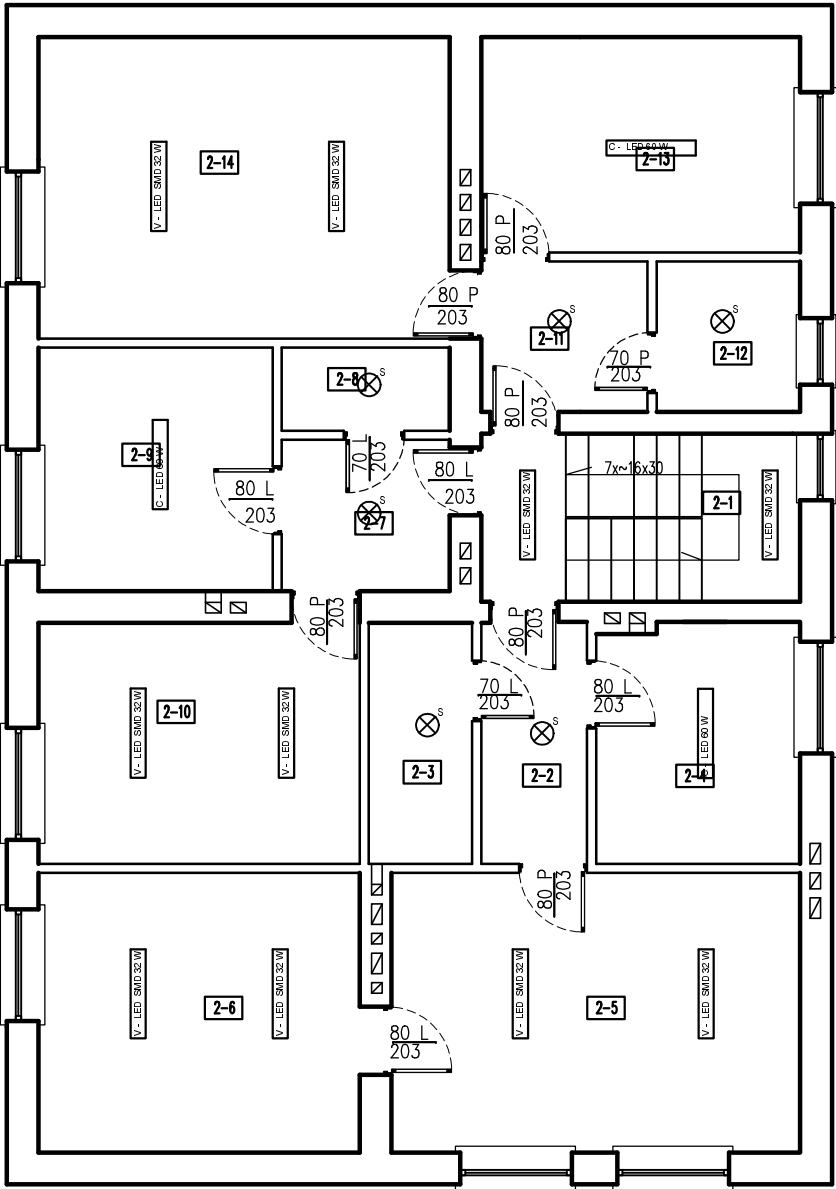 V - LED SMD 32 W
2-14
V - LED SMD 32 W
C - LED 60 W
2-13
80 P
203
80 P
203
S
2-11
S
2-12
70 P
203
2-8
S
80 P
203
2-9
C - LED 60 W
70 L
203
80 L
203
80 L
203
S
2-7
V - LED SMD 32 W
7x~16x30
2-1
V - LED SMD 32 W
80 P
203
80 P
203
V - LED SMD 32 W
2-10
V - LED SMD 32 W
S
2-3
70 L
203
S
2-2
80 L
203
LED 60 W
2-4
80 P
203
V - LED SMD 32 W
2-6
V - LED SMD 32 W
80 L
203
V - LED SMD 32 W
2-5
V - LED SMD 32 W